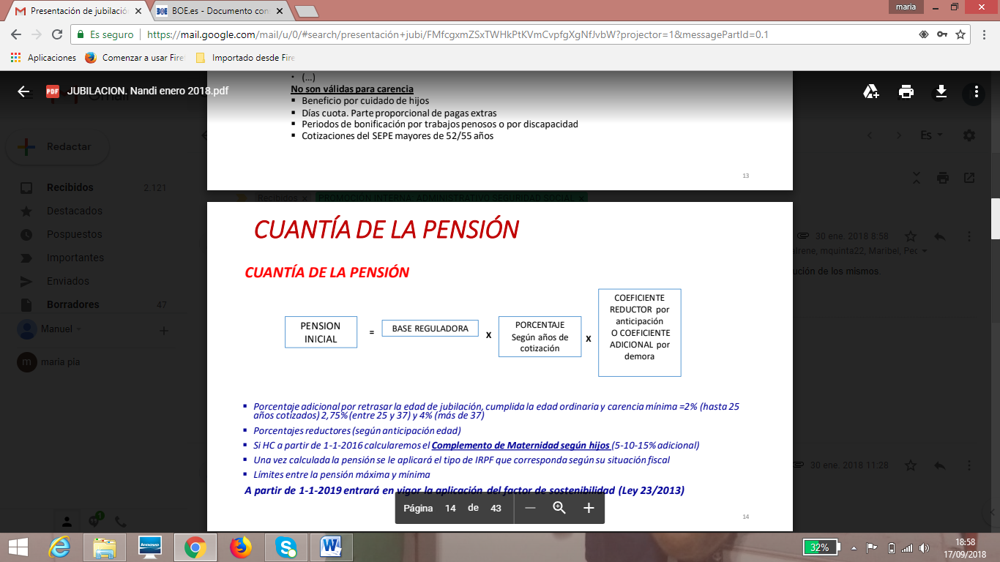 maria
Presentación de jubilació
BOE.es - Documento con
Es seguro
https://mail.google.com/mail/u/0/#search/presentación+jubi/FMfcgxmZSxTWHkPtKVmCvpfgXgNfJvbW?projector=1&messagePartId=0.1
Aplicaciones
Comenzar a usar Fire
Importado desde Fire
JUBILACION. Nandi enero 2018.pdf
• (…)
No son válidas para carencia
▪ Beneficio por cuidado de hijos
▪ Días cuota. Parte proporcional de pagas extras
▪ Periodos de bonificación por trabajos penosos o por discapacidad
▪ Cotizaciones del SEPE mayores de 52/55 años
13
Redactar
Es
Recibidos 2.121
Destacados
Pospuestos
Importantes
Enviados
Borradores 47
Manuel
maria pia
Recibidos x PROMOCIÓN INTERNA. ADMINISTRATIVO SEGURIDAD SOCIAL x
30 ene. 2018 8:58
irene, mquinta22, Maribel, Pec
ución de los mismos.
30 ene. 2018 11:28
CUANTÍA DE LA PENSIÓN
CUANTÍA DE LA PENSIÓN
PENSION
INICIAL
=
BASE REGULADORA
X
PORCENTAJE
Según años de
cotización
X
COEFICIENTE
REDUCTOR por
anticipación
O COEFICIENTE
ADICIONAL por
demora
▪ Porcentaje adicional por retrasar la edad de jubilación, cumplida la edad ordinaria y carencia mínima =2% (hasta 25
años cotizados) 2,75% (entre 25 y 37) y 4% (más de 37)
▪ Porcentajes reductores (según anticipación edad)
▪ Si HC a partir de 1-1-2016 calcularemos el Complemento de Maternidad según hijos (5-10-15% adicional)
▪ Una vez calculada la pensión se le aplicará el tipo de IRPF que corresponda según su situación fiscal
▪ Límites entre la pensión máxima y mínima
A partir de 1-1-2019 entrará en vigor la aplicación del factor de sostenibilidad (Ley 23/2013)
Página 14 de 43
14
1
lenovo
32%
18:58
17/09/2018